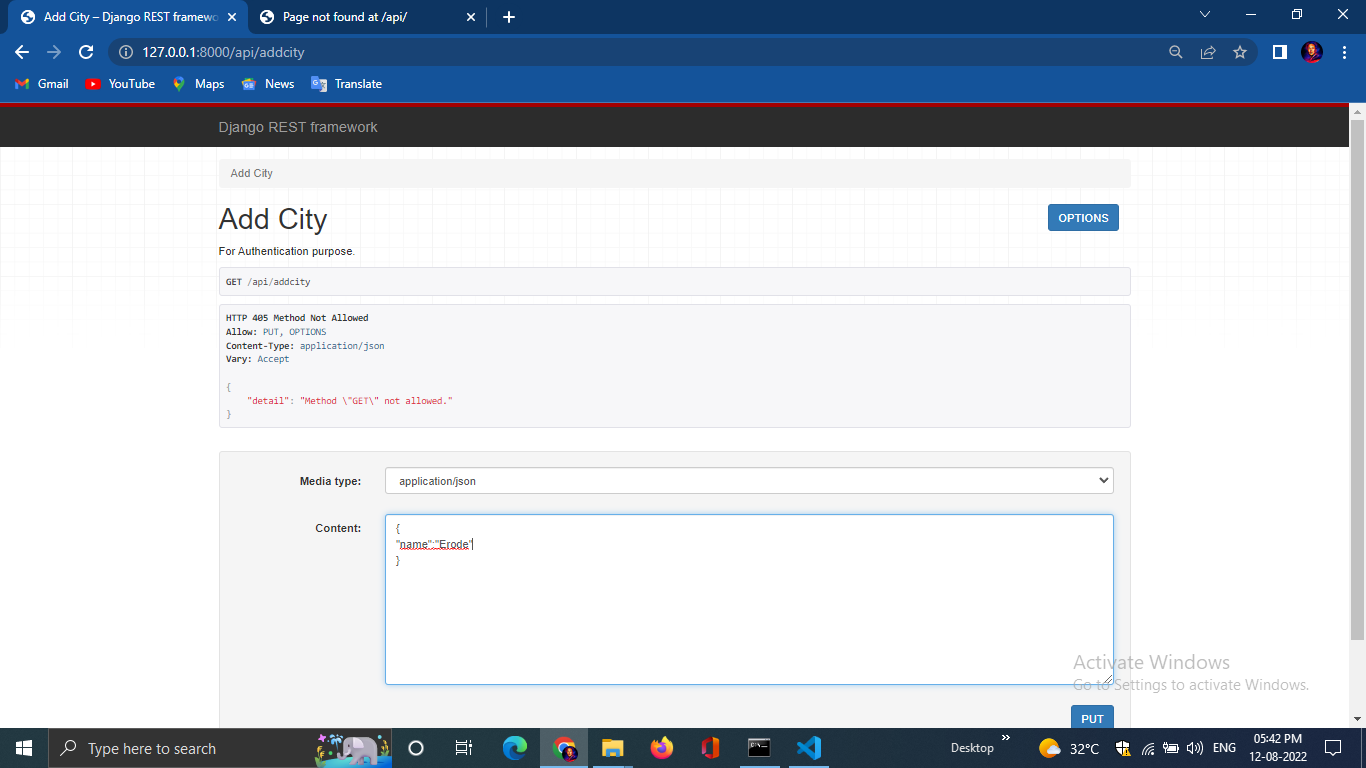 Add City – Django REST framewo
Page not found at /api/
127.0.0.1:8000/api/addcity
Gmail YouTube Maps News Translate
Django REST framework
Add City
Add City
OPTIONS
For Authentication purpose.
GET /api/addcity
HTTP 405 Method Not Allowed
Allow: PUT, OPTIONS
Content-Type: application/json
Vary: Accept
{
"detail": "Method \"GET\" not allowed."
}
Media type: application/json
Content:
{
"name":"Erode"
}
Activate Windows
Go to Settings to activate Windows.
PUT
Type here to search
Desktop
32°C
ENG
05:42 PM
12-08-2022